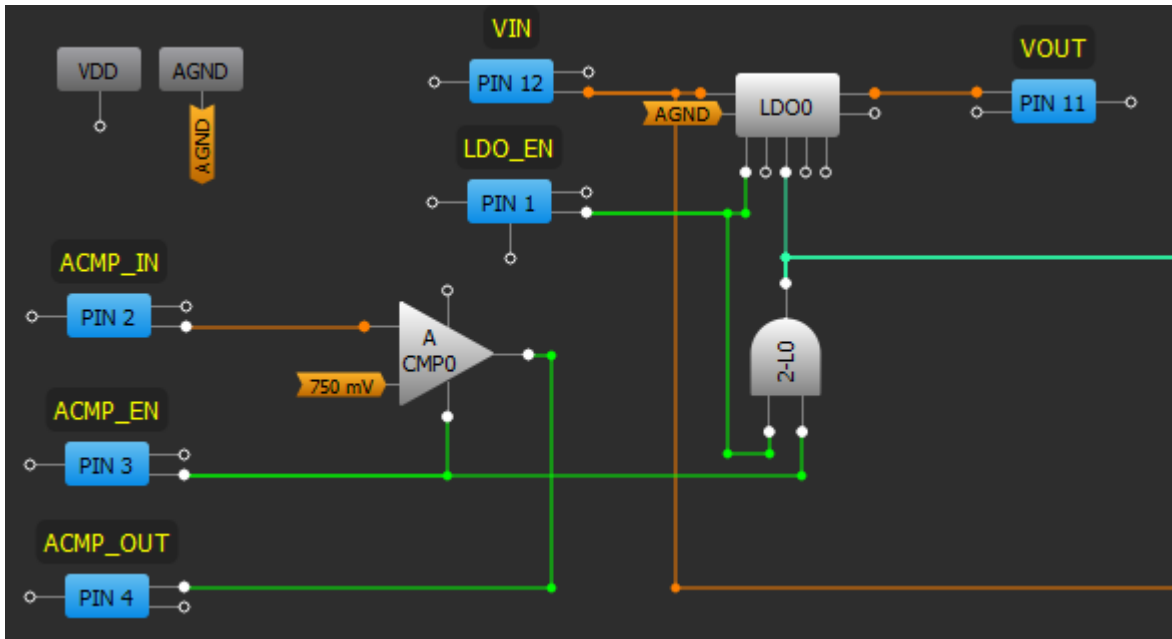 VIN
VOUT
VDD
AGND
PIN 12
LDO0
PIN 11
AGND
AGND
LDO_EN
PIN 1
ACMP_IN
PIN 2
A
CMP0
750 mV
2-L0
ACMP_EN
PIN 3
ACMP_OUT
PIN 4